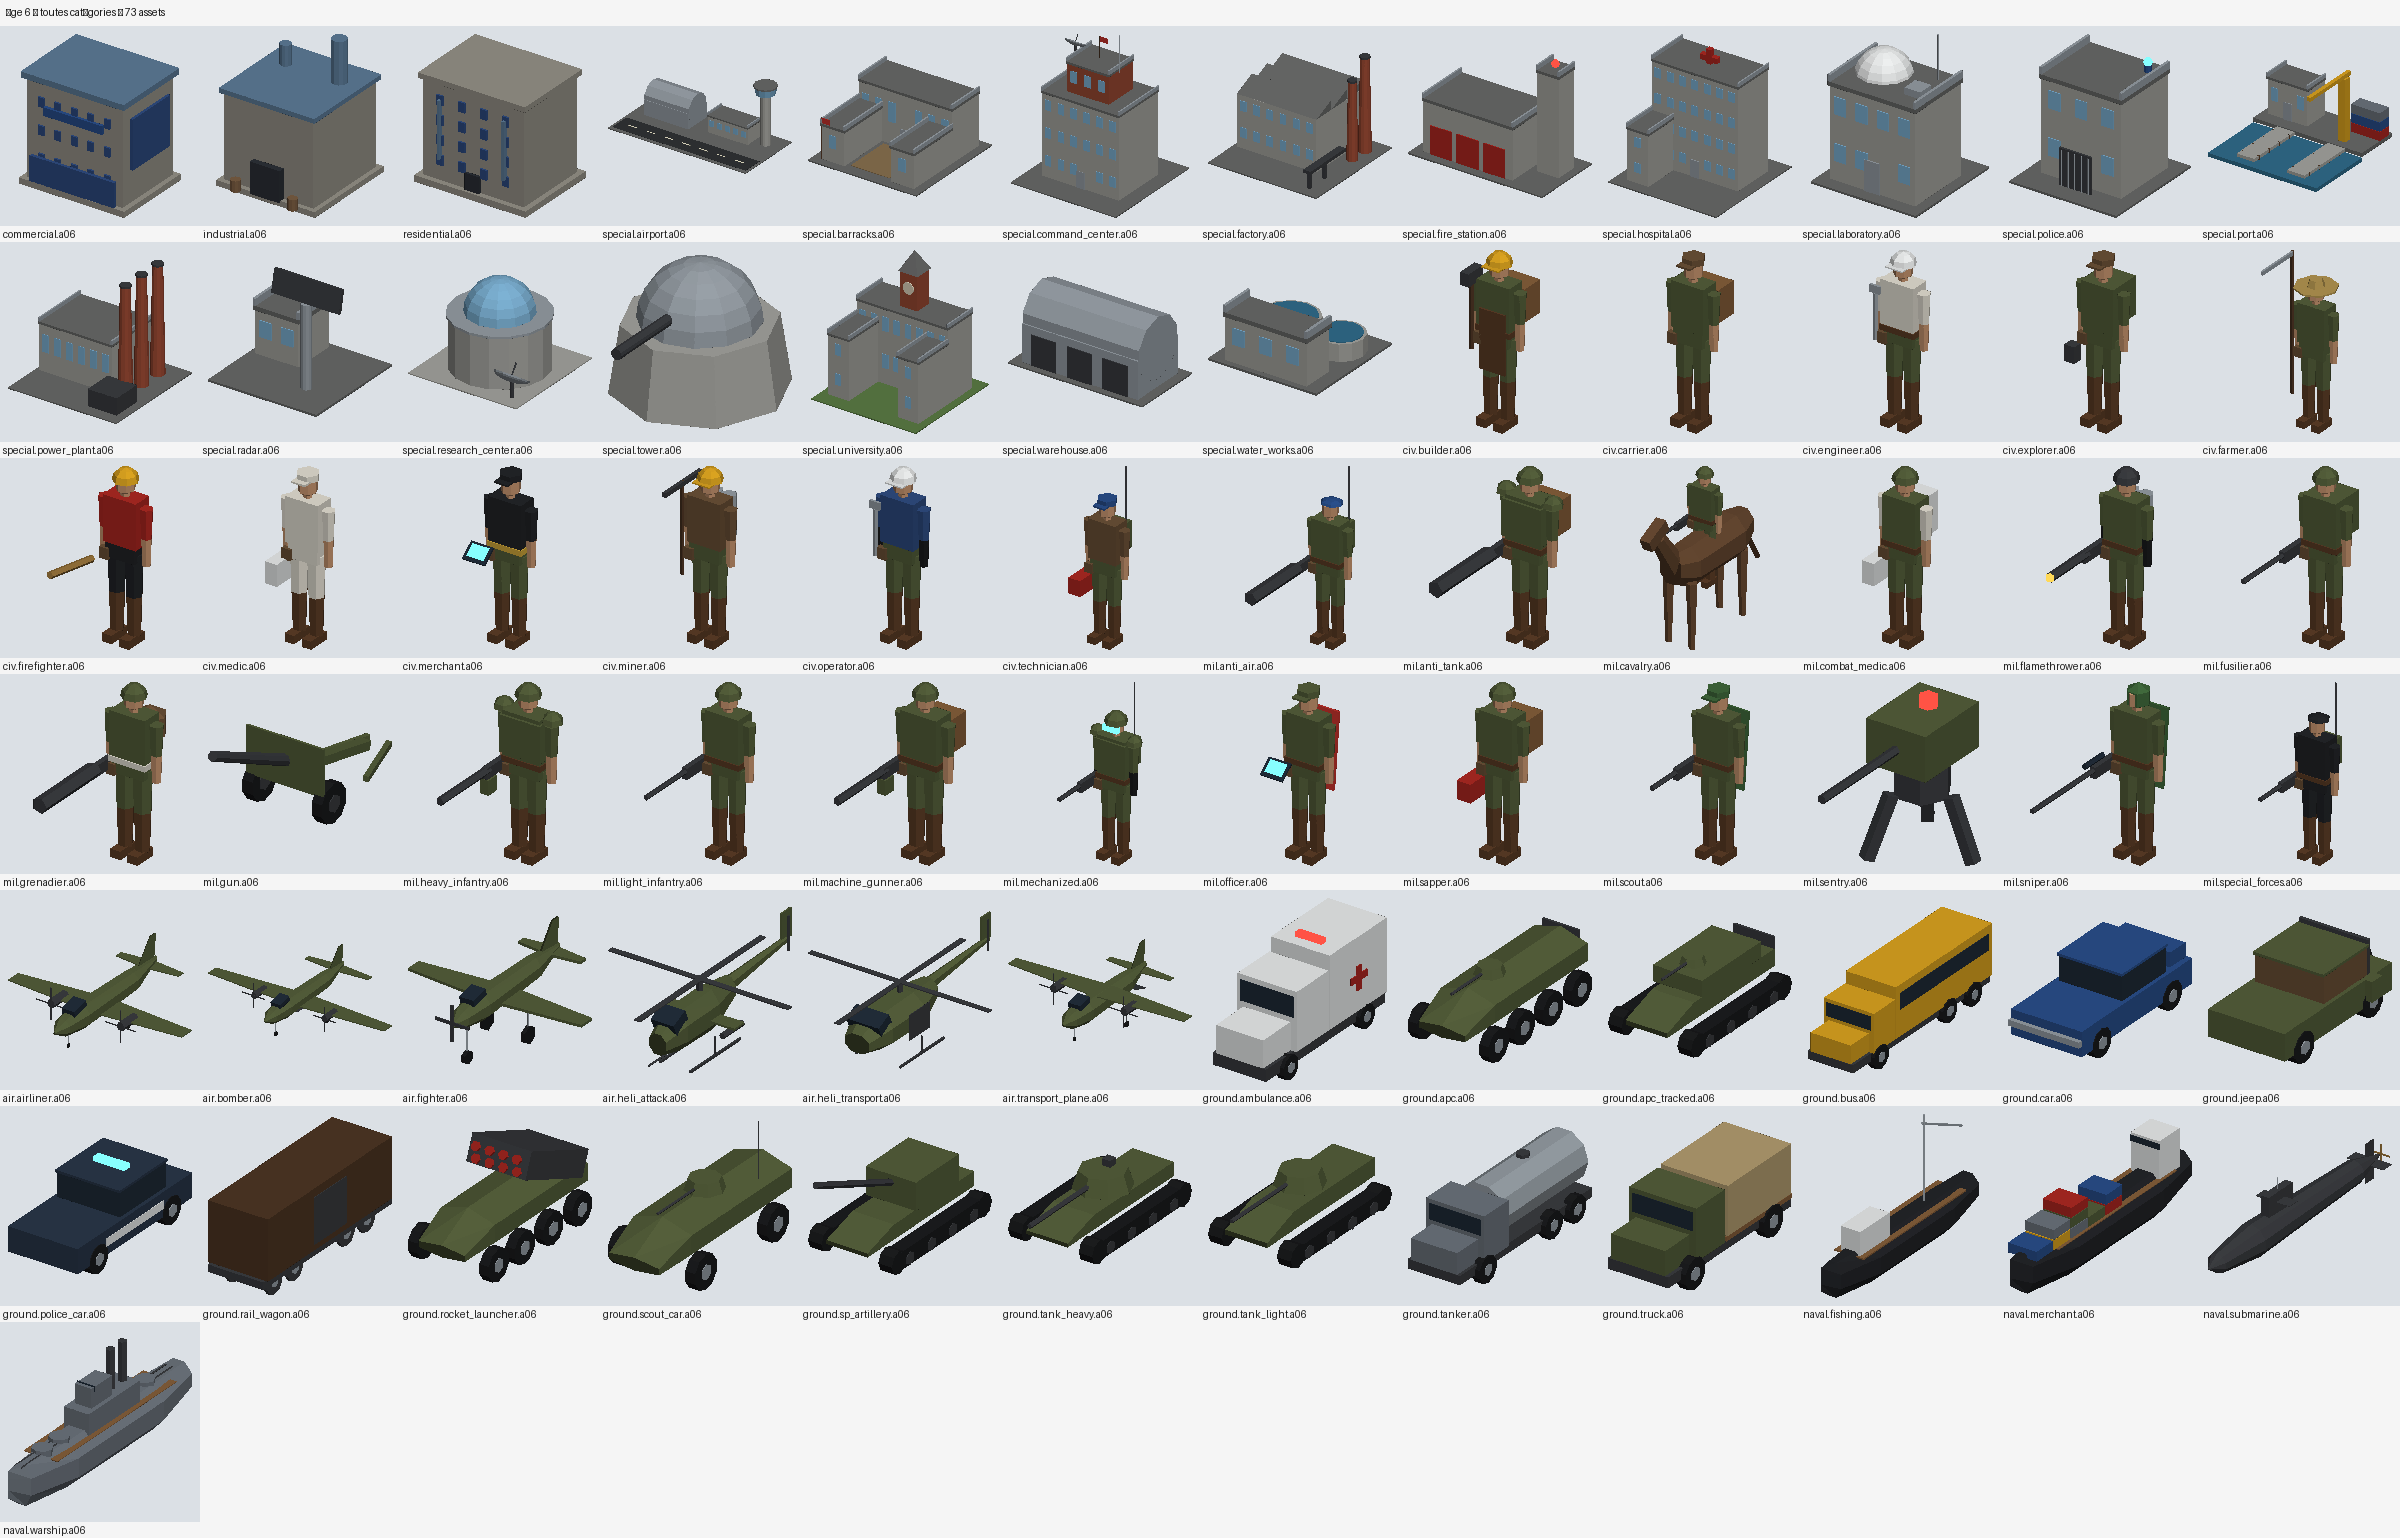 ▯ge 6 ▯ toutes cat▯gories ▯ 73 assets
commercial.a06
industrial.a06
residential.a06
special.airport.a06
special.barracks.a06
special.command_center.a06
special.factory.a06
special.fire_station.a06
special.hospital.a06
special.laboratory.a06
special.police.a06
special.port.a06
special.power_plant.a06
special.radar.a06
special.research_center.a06
special.tower.a06
special.university.a06
special.warehouse.a06
special.water_works.a06
civ.builder.a06
civ.carrier.a06
civ.engineer.a06
civ.explorer.a06
civ.farmer.a06
civ.firefighter.a06
civ.medic.a06
civ.merchant.a06
civ.miner.a06
civ.operator.a06
civ.technician.a06
mil.anti_air.a06
mil.anti_tank.a06
mil.cavalry.a06
mil.combat_medic.a06
mil.flamethrower.a06
mil.fusilier.a06
mil.grenadier.a06
mil.gun.a06
mil.heavy_infantry.a06
mil.light_infantry.a06
mil.machine_gunner.a06
mil.mechanized.a06
mil.officer.a06
mil.sapper.a06
mil.scout.a06
mil.sentry.a06
mil.sniper.a06
mil.special_forces.a06
air.airliner.a06
air.bomber.a06
air.fighter.a06
air.heli_attack.a06
air.heli_transport.a06
air.transport_plane.a06
ground.ambulance.a06
ground.apc.a06
ground.apc_tracked.a06
ground.bus.a06
ground.car.a06
ground.jeep.a06
ground.police_car.a06
ground.rail_wagon.a06
ground.rocket_launcher.a06
ground.scout_car.a06
ground.sp_artillery.a06
ground.tank_heavy.a06
ground.tank_light.a06
ground.tanker.a06
ground.truck.a06
naval.fishing.a06
naval.merchant.a06
naval.submarine.a06
naval.warship.a06